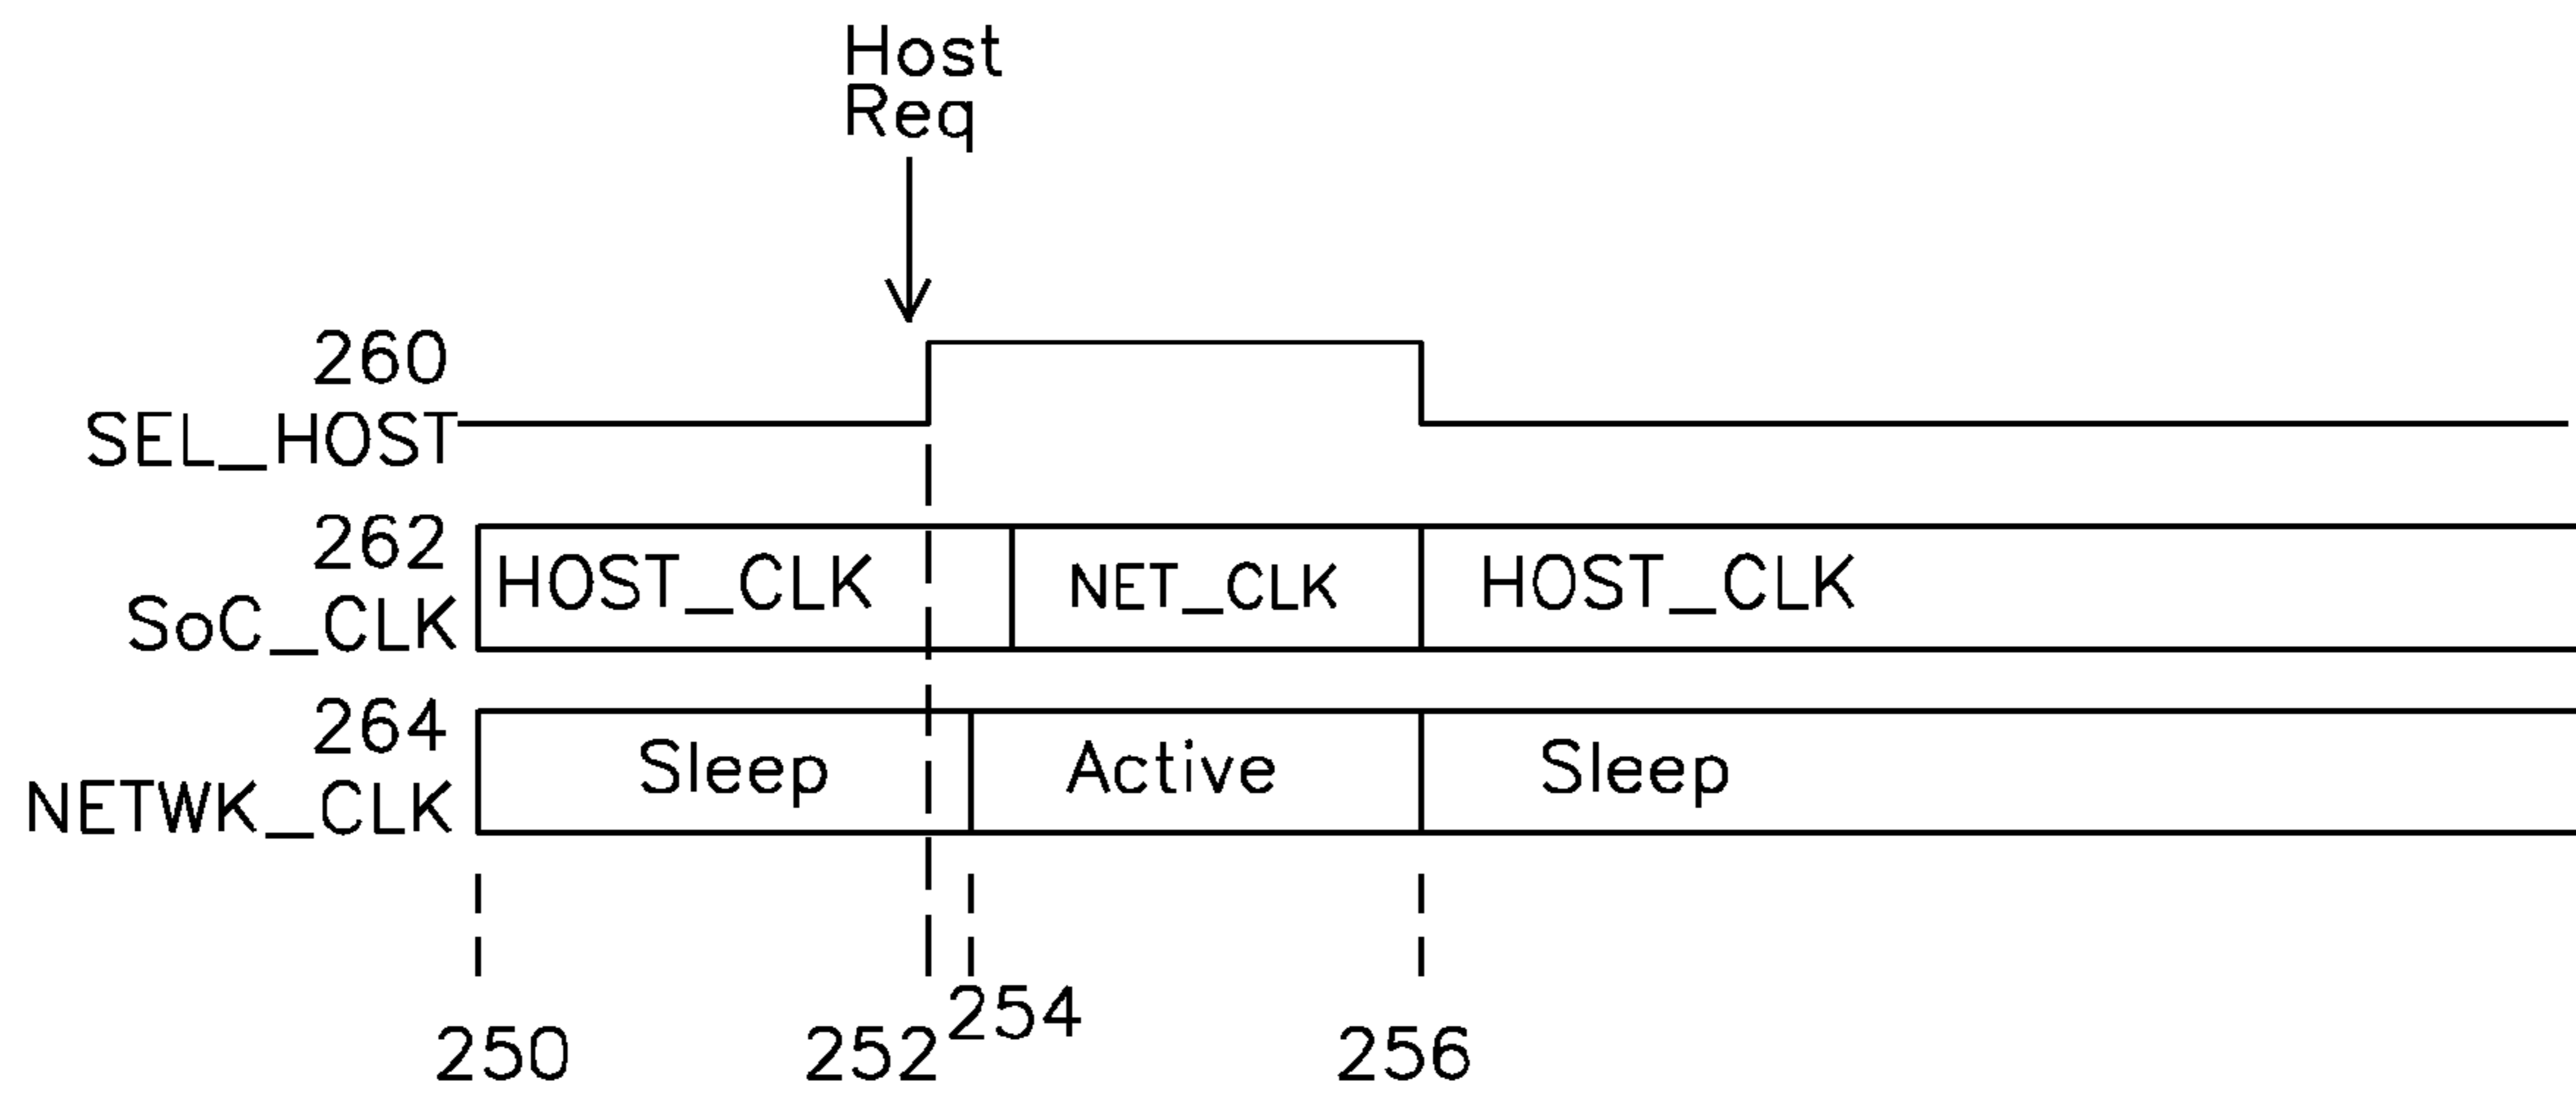 Host
Req
260
SEL_HOST
262
SoC_CLK
HOST_CLK
NET_CLK
HOST_CLK
264
NETWK_CLK
Sleep
Active
Sleep
250
252
254
256